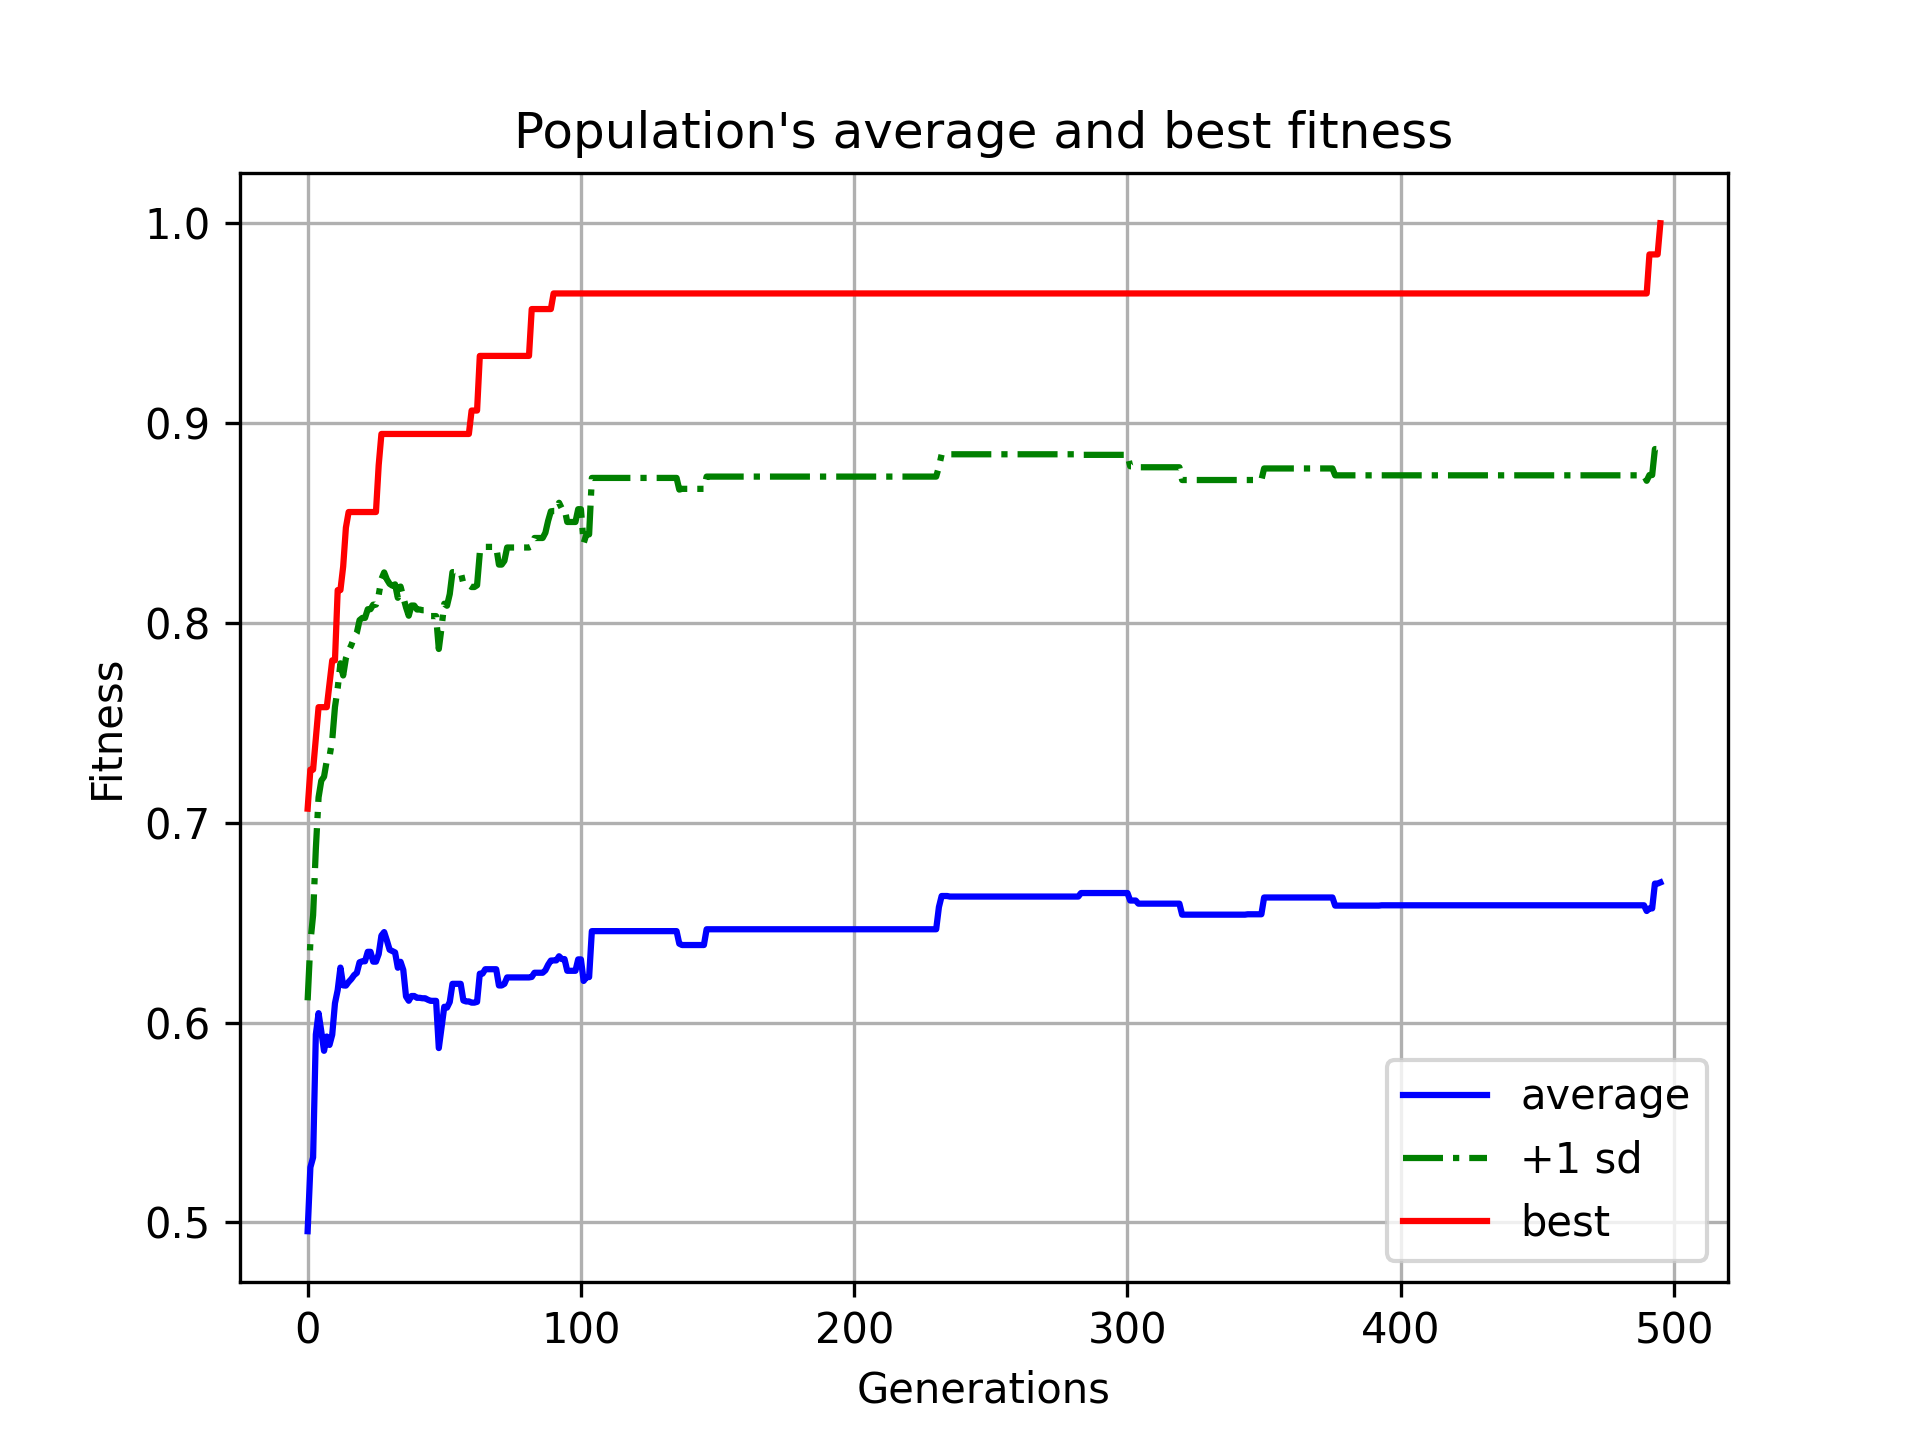 Population's average and best fitness
1.0
0.9
0.8
0.7
0.6
0.5
Fitness
0 100 200 300 400 500
Generations
average
+1 sd
best